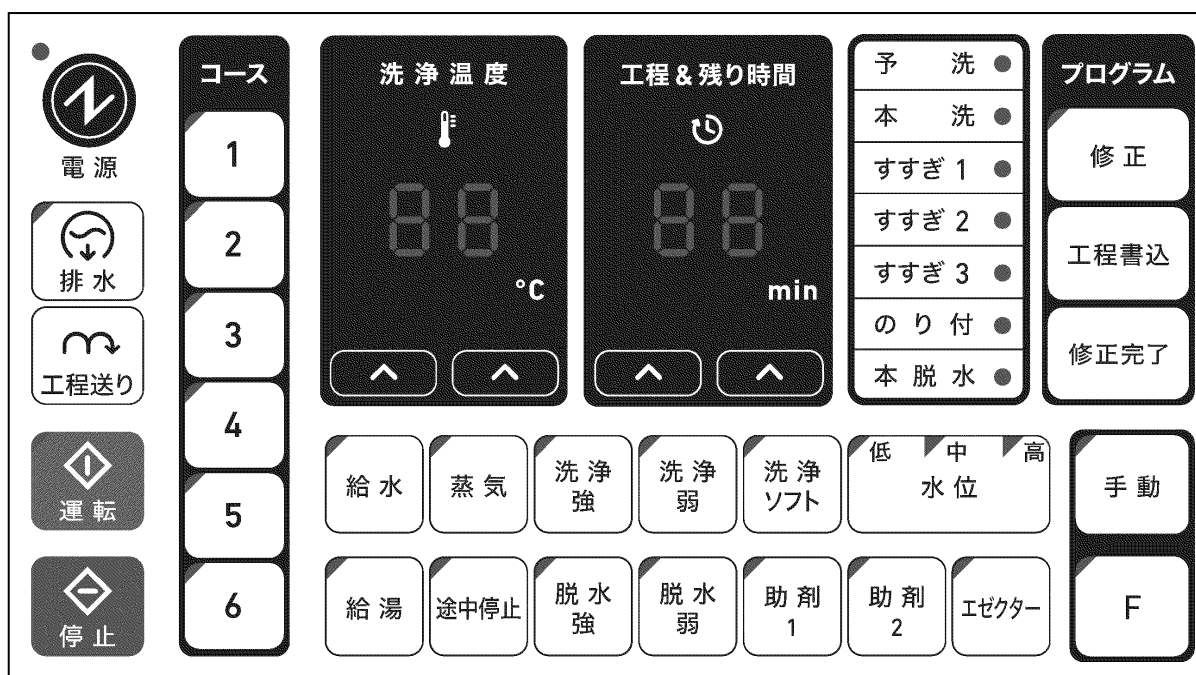 電源
排水
工程送り
運転
停止
コース
1
2
3
4
5
6
洗浄温度
88
°C
工程&残り時間
88
min
予洗
本洗
すすぎ1
すすぎ2
すすぎ3
のり付
本脱水
プログラム
修正
工程書込
修正完了
給水
蒸気
洗浄
強
洗浄
弱
洗浄
ソフト
低 中 高
水位
手動
給湯
途中停止
脱水
強
脱水
弱
助剤
1
助剤
2
エゼクター
F